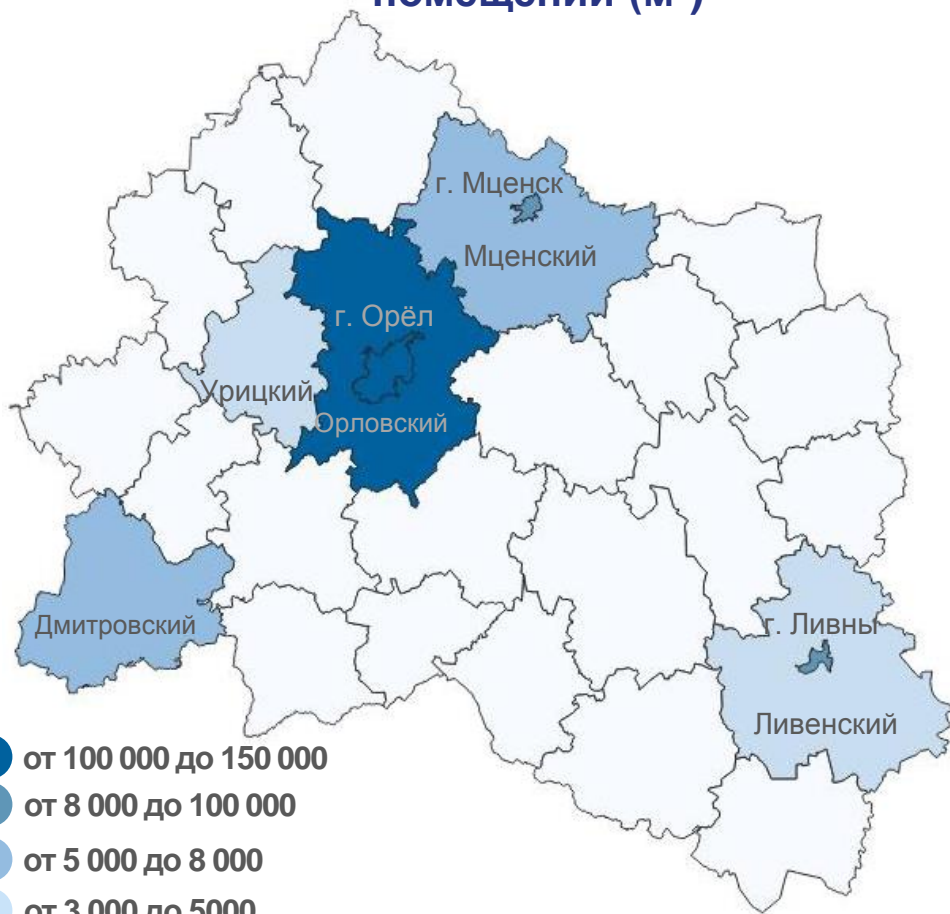 помещений (м²)
г. Мценск
Мценский
г. Орёл
Урицкий
Орловский
Дмитровский
г. Ливны
Ливенский
от 100 000 до 150 000
от 8 000 до 100 000
от 5 000 до 8 000
от 3 000 до 5000